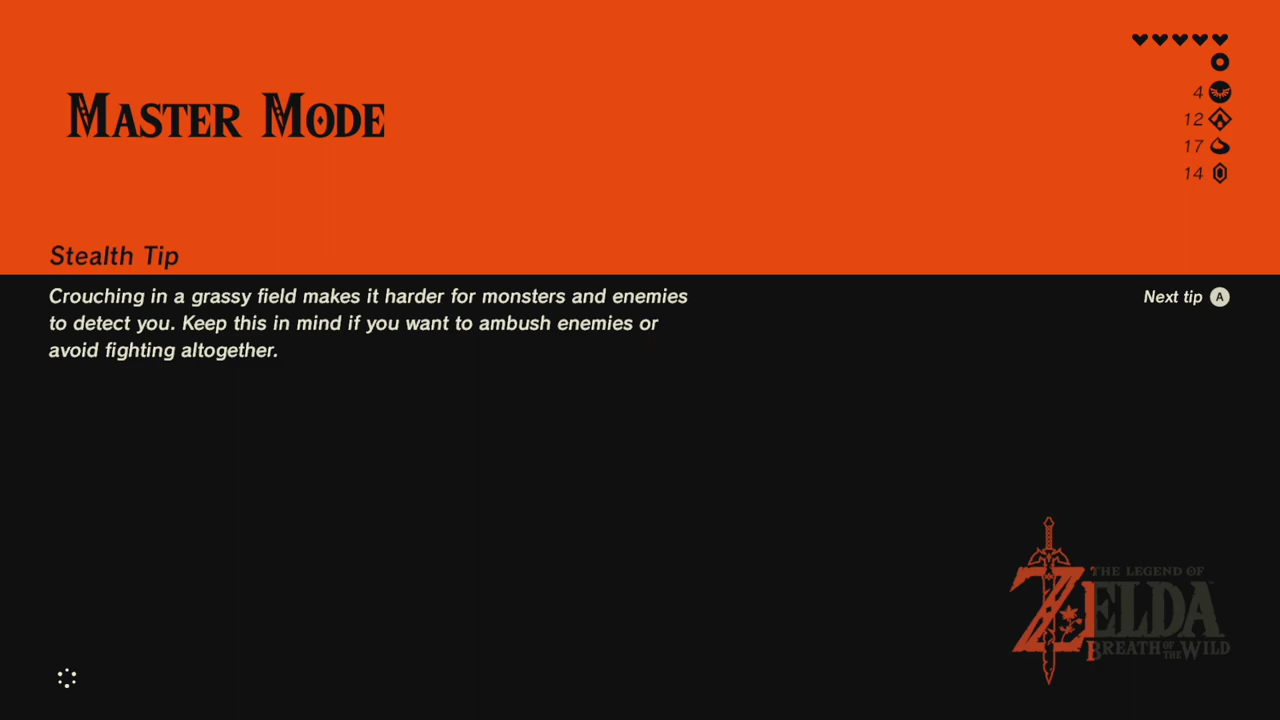 Master Mode
4
12
17
14
Stealth Tip
Crouching in a grassy field makes it harder for monsters and enemies
to detect you. Keep this in mind if you want to ambush enemies or
avoid fighting altogether.
Next tip A
THE LEGEND OF
ZELDA
BREATH OF THE WILD